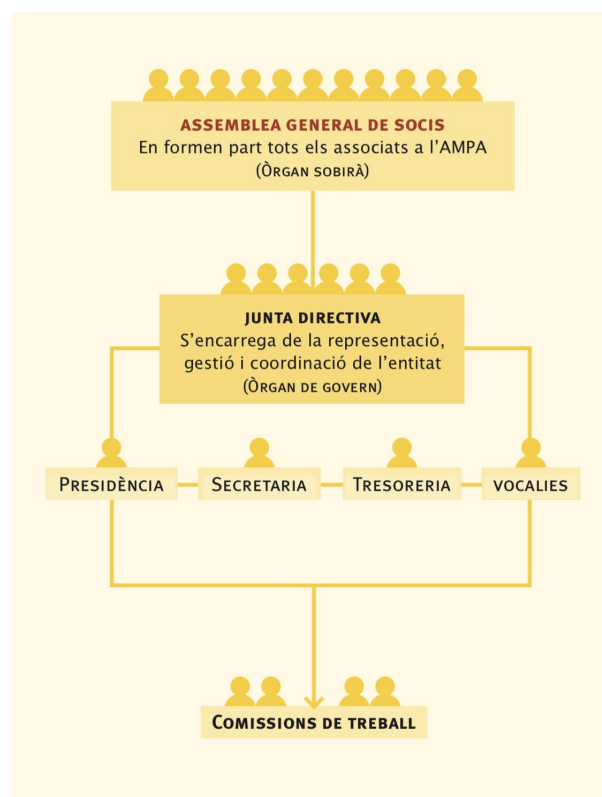 ASSEMBLEA GENERAL DE SOCIS
En formen part tots els associats a l’AMPA
(Òrgan sobirà)
JUNTA DIRECTIVA
S’encarrega de la representació,
gestió i coordinació de l’entitat
(Òrgan de govern)
Presidència
Secretaria
Tresoreria
vocalies
Comissions de treball